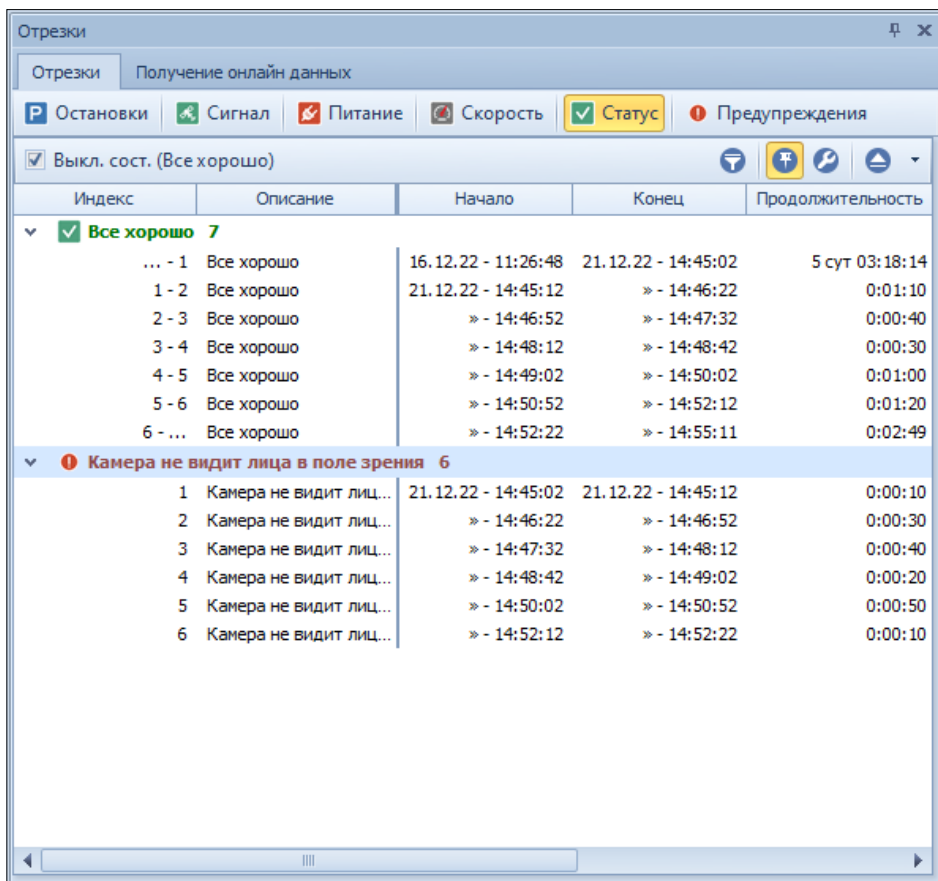 Отрезки
Отрезки Получение онлайн данных
Остановки Сигнал Питание Скорость Статус Предупреждения
Выкл. сост. (Все хорошо)
Индекс Описание Начало Конец Продолжительность
Все хорошо 7
... - 1 Все хорошо 16.12.22 - 11:26:48 21.12.22 - 14:45:02 5 сут 03:18:14
1 - 2 Все хорошо 21.12.22 - 14:45:12 » - 14:46:22 0:01:10
2 - 3 Все хорошо » - 14:46:52 » - 14:47:32 0:00:40
3 - 4 Все хорошо » - 14:48:12 » - 14:48:42 0:00:30
4 - 5 Все хорошо » - 14:49:02 » - 14:50:02 0:01:00
5 - 6 Все хорошо » - 14:50:52 » - 14:52:12 0:01:20
6 - ... Все хорошо » - 14:52:22 » - 14:55:11 0:02:49
Камера не видит лица в поле зрения 6
1 Камера не видит лиц... 21.12.22 - 14:45:02 21.12.22 - 14:45:12 0:00:10
2 Камера не видит лиц... » - 14:46:22 » - 14:46:52 0:00:30
3 Камера не видит лиц... » - 14:47:32 » - 14:48:12 0:00:40
4 Камера не видит лиц... » - 14:48:42 » - 14:49:02 0:00:20
5 Камера не видит лиц... » - 14:50:02 » - 14:50:52 0:00:50
6 Камера не видит лиц... » - 14:52:12 » - 14:52:22 0:00:10